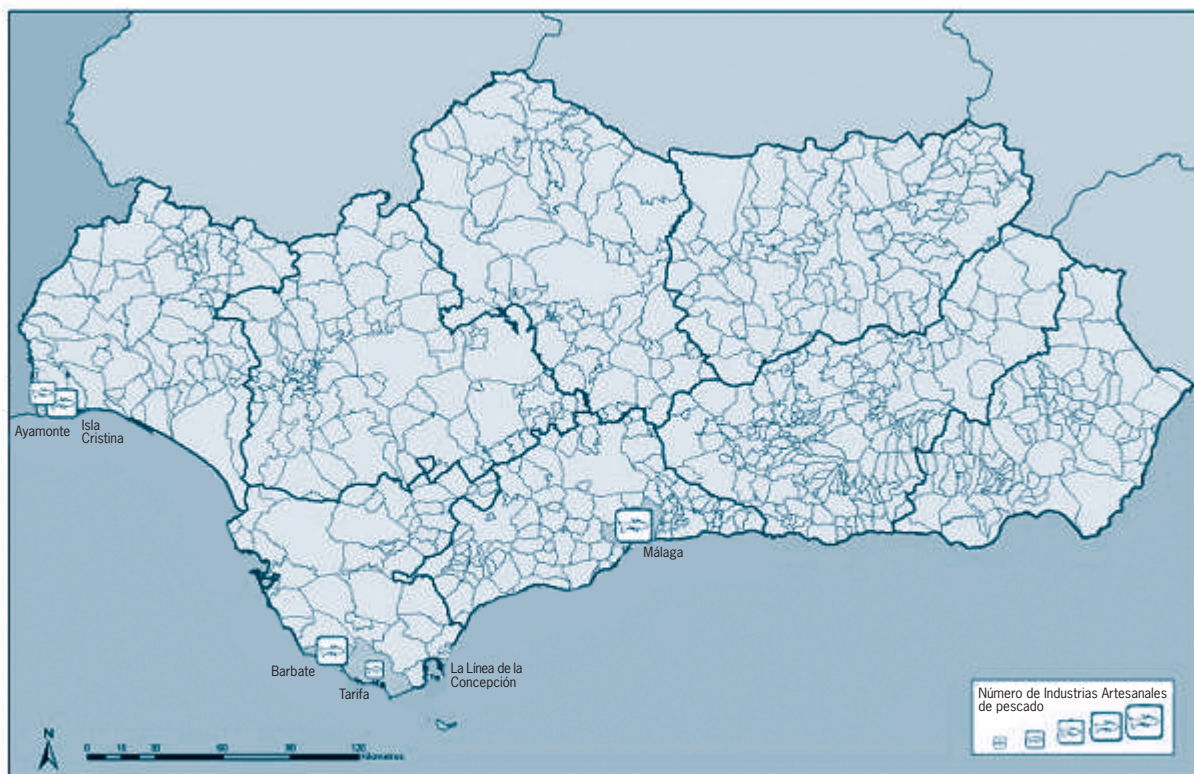 Ayamonte
Isla
Cristina
Málaga
Barbate
Tarifa
La Línea de la
Concepción
Número de Industrias Artesanales
de pescado
N
0 15 30 60 90 120